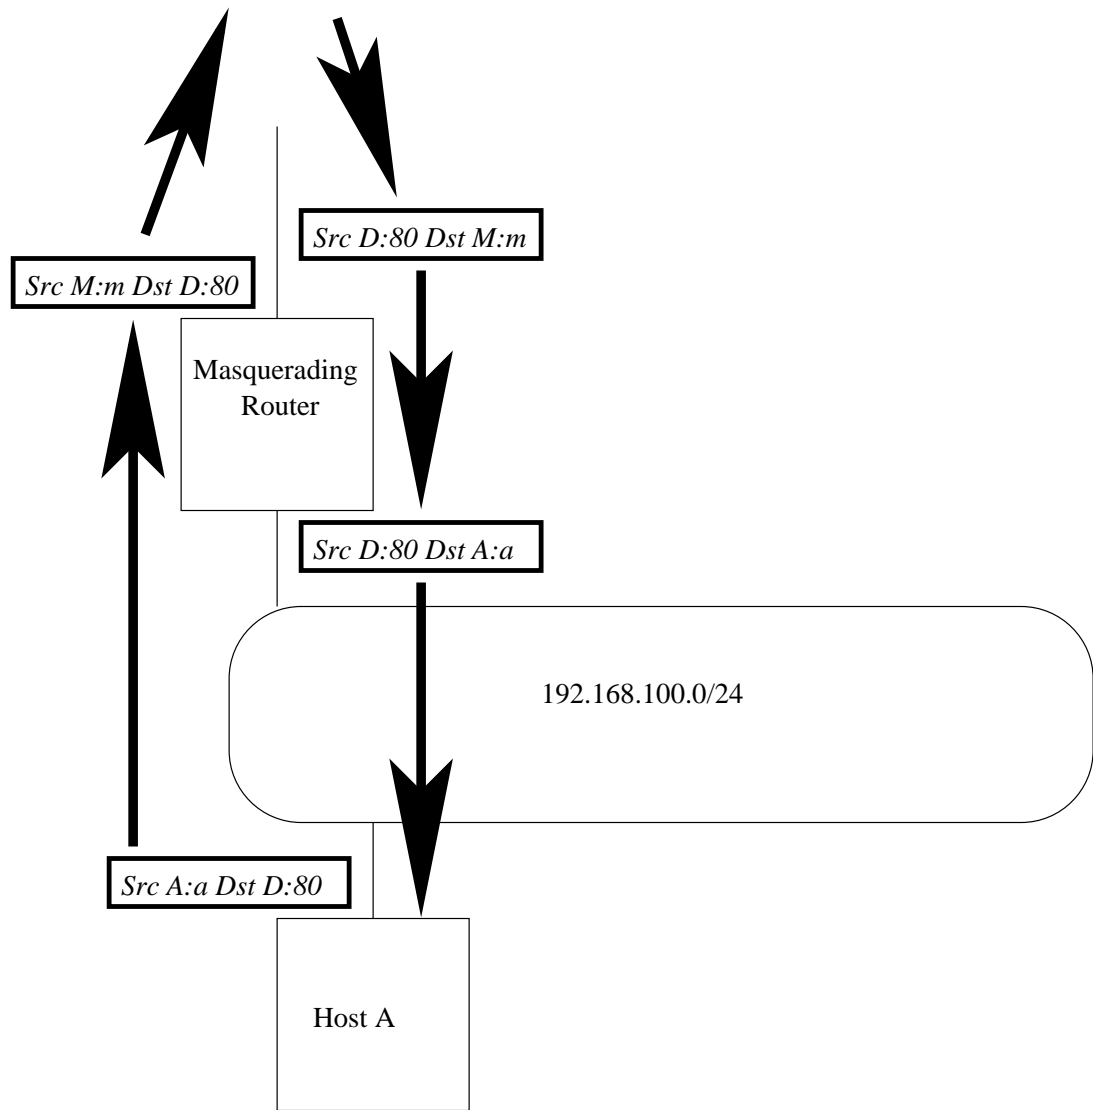 Src D:80 Dst M:m
Src M:m Dst D:80
Masquerading
Router
Src D:80 Dst A:a
192.168.100.0/24
Src A:a Dst D:80
Host A